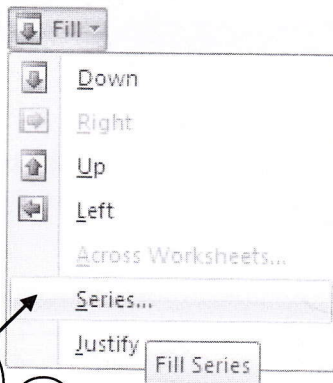 Fill
Down
Right
Up
Left
Across Worksheets...
Series...
Justify
Fill Series